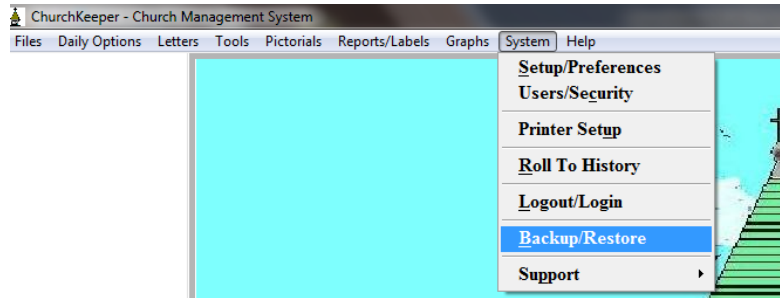 ChurchKeeper - Church Management System
Files Daily Options Letters Tools Pictorials Reports/Labels Graphs System Help
Setup/Preferences
Users/Security
Printer Setup
Roll To History
Logout/Login
Backup/Restore
Support